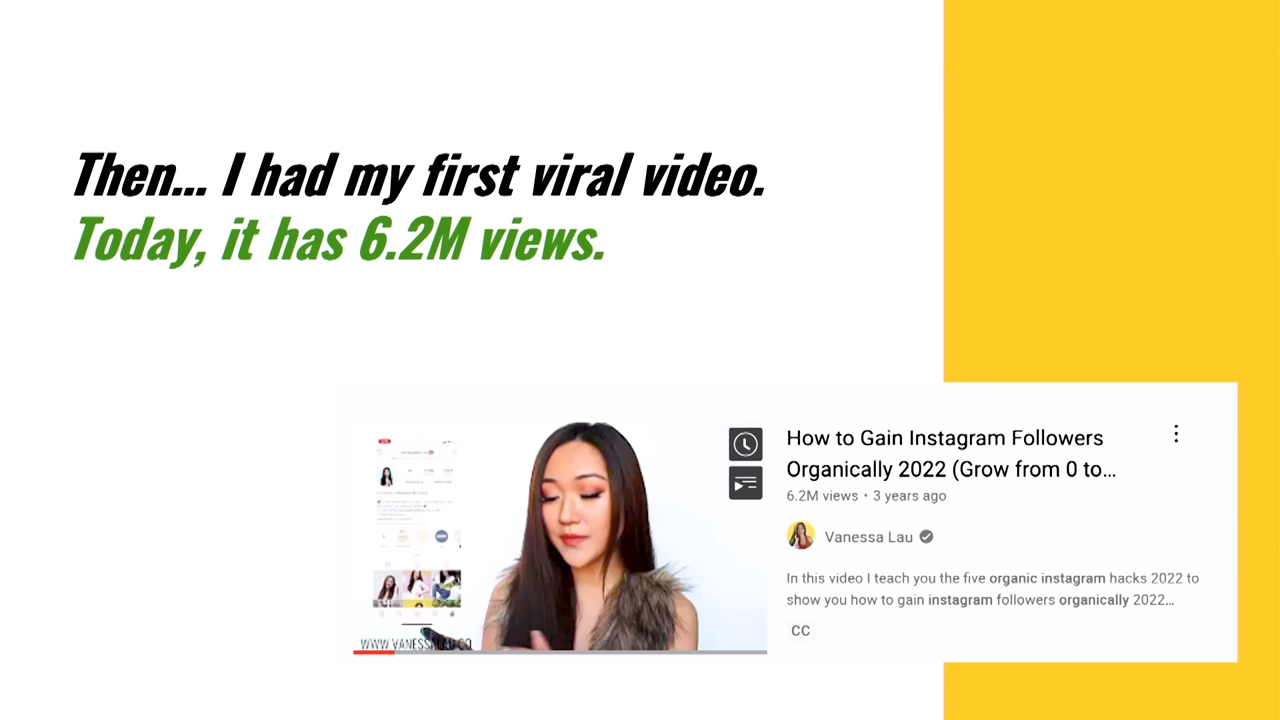 Then... I had my first viral video.
Today, it has 6.2M views.
How to Gain Instagram Followers
Organically 2022 (Grow from 0 to...
6.2M views • 3 years ago
Vanessa Lau
In this video I teach you the five organic instagram hacks 2022 to
show you how to gain instagram followers organically 2022...
CC